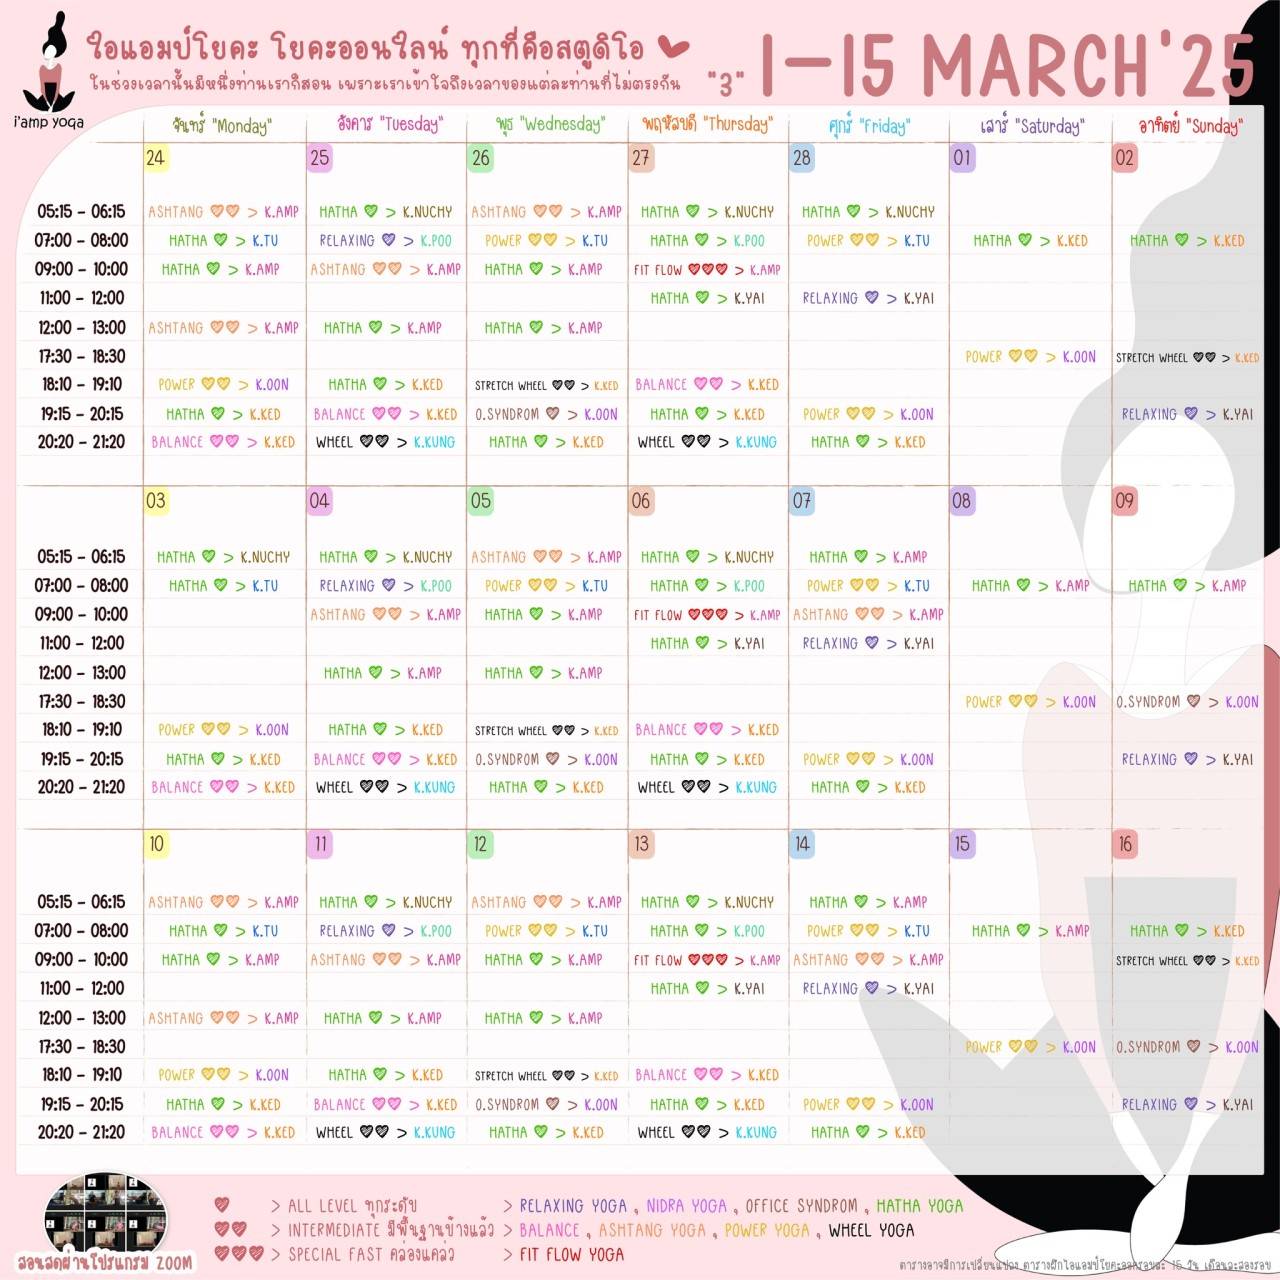 ไอแอมป์โยคะ โยคะออนไลน์ ทุกที่คือสตูดิโอ
ในช่วงเวลานั้นมีหนึ่งท่านเราก็สอน เพราะเราเข้าใจถึงเวลาของแต่ละท่านที่ไม่ตรงกัน
"3" 1-15 MARCH'25
i'amp yoga
จันทร์ "Monday" อังคาร "Tuesday" พุธ "Wednesday" พฤหัสบดี "Thursday" ศุกร์ "Friday" เสาร์ "Saturday" อาทิตย์ "Sunday"
24 25 26 27 28 01 02
05:15 - 06:15 ASHTANG > K.AMP HATHA > K.NUCHY ASHTANG > K.AMP HATHA > K.NUCHY HATHA > K.NUCHY
07:00 - 08:00 HATHA > K.TU RELAXING > K.POO POWER > K.TU HATHA > K.POO POWER > K.TU HATHA > K.KED HATHA > K.KED
09:00 - 10:00 HATHA > K.AMP ASHTANG > K.AMP HATHA > K.AMP FIT FLOW > K.AMP
11:00 - 12:00 HATHA > K.YAI RELAXING > K.YAI
12:00 - 13:00 ASHTANG > K.AMP HATHA > K.AMP HATHA > K.AMP
17:30 - 18:30 POWER > K.OON STRETCH WHEEL > K.KED
18:10 - 19:10 POWER > K.OON HATHA > K.KED STRETCH WHEEL > K.KED BALANCE > K.KED
19:15 - 20:15 HATHA > K.KED BALANCE > K.KED O.SYNDROM > K.OON HATHA > K.KED POWER > K.OON RELAXING > K.YAI
20:20 - 21:20 BALANCE > K.KED WHEEL > K.KUNG HATHA > K.KED WHEEL > K.KUNG HATHA > K.KED
03 04 05 06 07 08 09
05:15 - 06:15 HATHA > K.NUCHY HATHA > K.NUCHY ASHTANG > K.AMP HATHA > K.NUCHY HATHA > K.AMP
07:00 - 08:00 HATHA > K.TU RELAXING > K.POO POWER > K.TU HATHA > K.POO POWER > K.TU HATHA > K.AMP HATHA > K.AMP
09:00 - 10:00 ASHTANG > K.AMP HATHA > K.AMP FIT FLOW > K.AMP ASHTANG > K.AMP
11:00 - 12:00 HATHA > K.YAI RELAXING > K.YAI
12:00 - 13:00 HATHA > K.AMP HATHA > K.AMP
17:30 - 18:30 POWER > K.OON O.SYNDROM > K.OON
18:10 - 19:10 POWER > K.OON HATHA > K.KED STRETCH WHEEL > K.KED BALANCE > K.KED
19:15 - 20:15 HATHA > K.KED BALANCE > K.KED O.SYNDROM > K.OON HATHA > K.KED POWER > K.OON RELAXING > K.YAI
20:20 - 21:20 BALANCE > K.KED WHEEL > K.KUNG HATHA > K.KED WHEEL > K.KUNG HATHA > K.KED
10 11 12 13 14 15 16
05:15 - 06:15 ASHTANG > K.AMP HATHA > K.NUCHY ASHTANG > K.AMP HATHA > K.NUCHY HATHA > K.AMP
07:00 - 08:00 HATHA > K.TU RELAXING > K.POO POWER > K.TU HATHA > K.POO POWER > K.TU HATHA > K.AMP HATHA > K.KED
09:00 - 10:00 HATHA > K.AMP ASHTANG > K.AMP HATHA > K.AMP FIT FLOW > K.AMP ASHTANG > K.AMP STRETCH WHEEL > K.KED
11:00 - 12:00 HATHA > K.YAI RELAXING > K.YAI
12:00 - 13:00 ASHTANG > K.AMP HATHA > K.AMP HATHA > K.AMP
17:30 - 18:30 POWER > K.OON O.SYNDROM > K.OON
18:10 - 19:10 POWER > K.OON HATHA > K.KED STRETCH WHEEL > K.KED BALANCE > K.KED
19:15 - 20:15 HATHA > K.KED BALANCE > K.KED O.SYNDROM > K.OON HATHA > K.KED POWER > K.OON RELAXING > K.YAI
20:20 - 21:20 BALANCE > K.KED WHEEL > K.KUNG HATHA > K.KED WHEEL > K.KUNG HATHA > K.KED
> ALL LEVEL ทุกระดับ > RELAXING YOGA , NIDRA YOGA , OFFICE SYNDROM , HATHA YOGA
> INTERMEDIATE มีพื้นฐานบ้างแล้ว > BALANCE , ASHTANG YOGA , POWER YOGA , WHEEL YOGA
> SPECIAL FAST คล่องแคล่ว > FIT FLOW YOGA
สอนสดผ่านโปรแกรม ZOOM
ตารางอาจมีการเปลี่ยนแปลง ตารางฝึกไอแอมป์โยคะออกรอบละ 15 วัน เดือนละสองรอบ